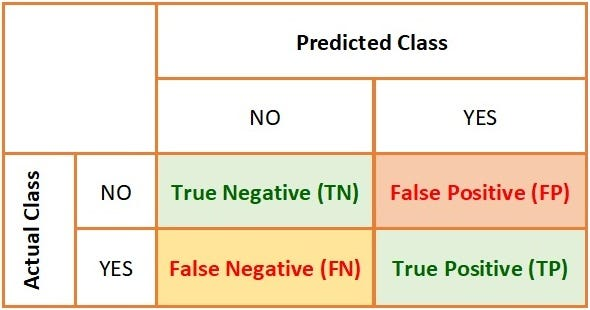 Predicted Class
NO
YES
Actual Class
NO
True Negative (TN)
False Positive (FP)
YES
False Negative (FN)
True Positive (TP)